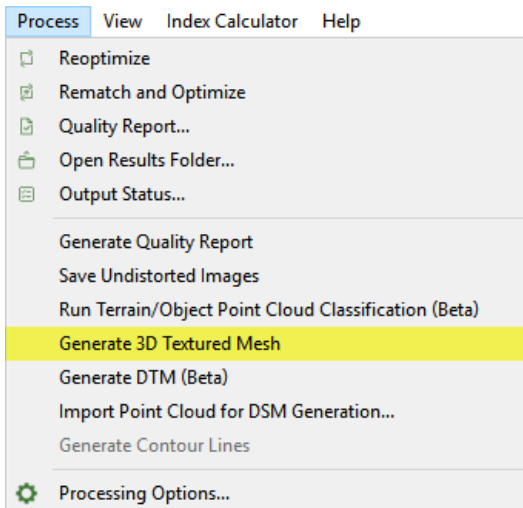 Process View Index Calculator Help
Reoptimize
Rematch and Optimize
Quality Report...
Open Results Folder...
Output Status...
Generate Quality Report
Save Undistorted Images
Run Terrain/Object Point Cloud Classification (Beta)
Generate 3D Textured Mesh
Generate DTM (Beta)
Import Point Cloud for DSM Generation...
Generate Contour Lines
Processing Options...